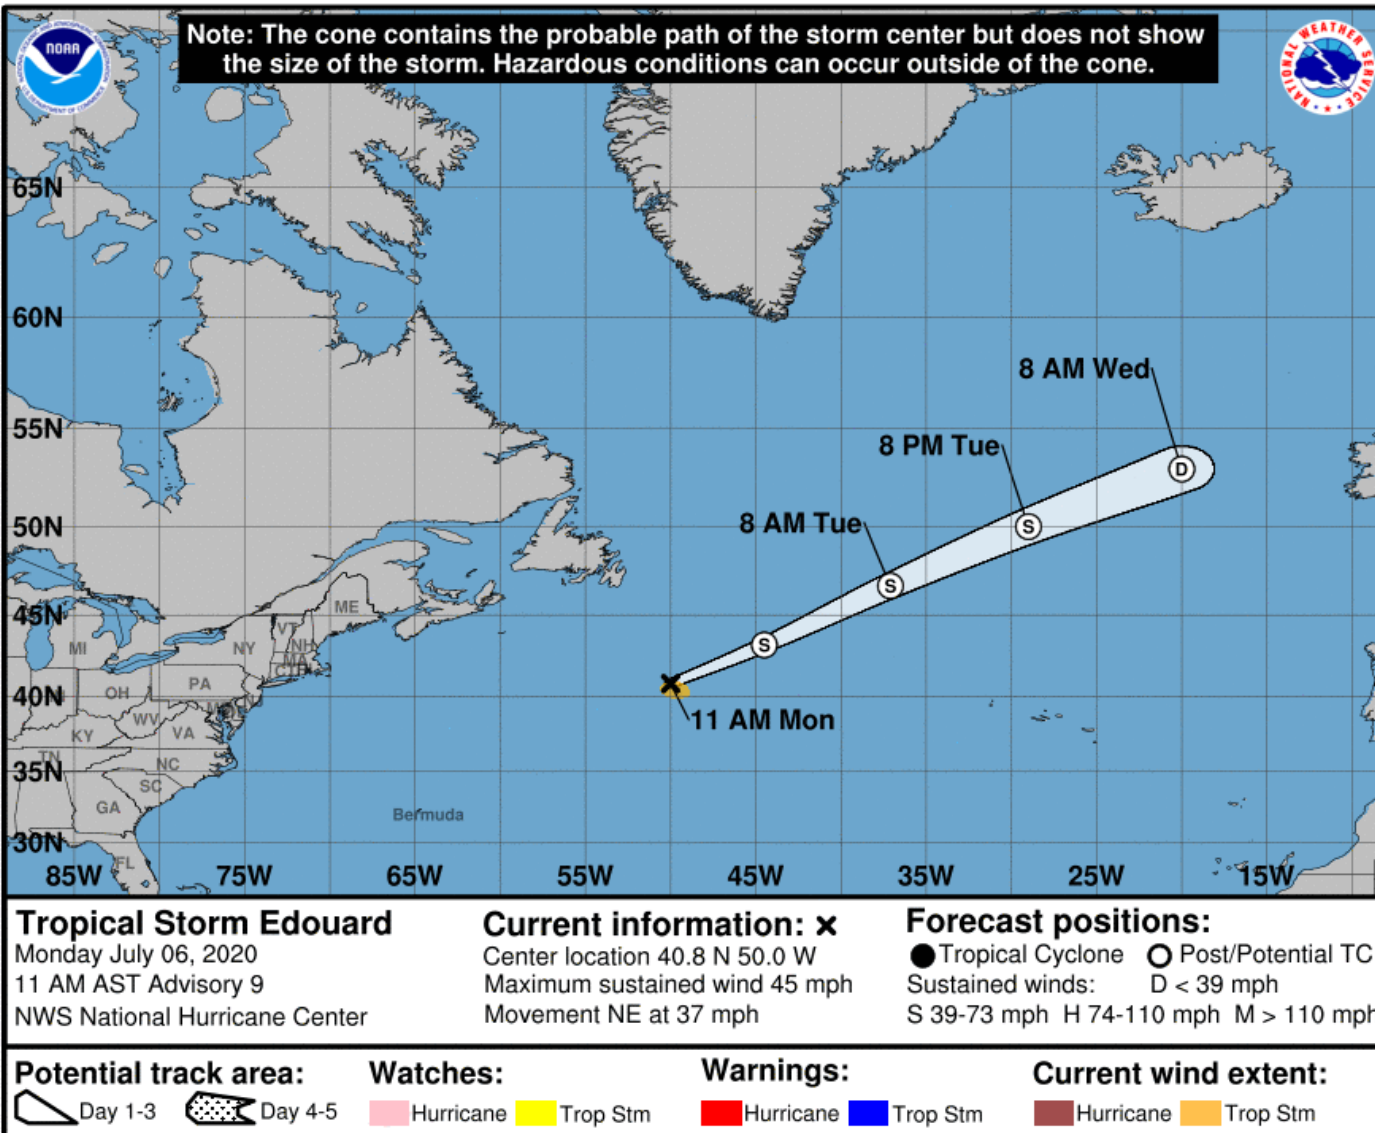 Note: The cone contains the probable path of the storm center but does not show
the size of the storm. Hazardous conditions can occur outside of the cone.
NOAA
NATIONAL WEATHER SERVICE
65N
60N
8 AM Wed
55N
8 PM Tue
D
50N
8 AM Tue
S
S
45N
ME
VT
NH
MI
NY
MA
CT
S
40N
OH
PA
11 AM Mon
WV
KY
VA
TN
NC
35N
SC
GA
Bermuda
30N
FL
85W 75W 65W 55W 45W 35W 25W 15W
Tropical Storm Edouard
Monday July 06, 2020
11 AM AST Advisory 9
NWS National Hurricane Center
Current information: ×
Center location 40.8 N 50.0 W
Maximum sustained wind 45 mph
Movement NE at 37 mph
Forecast positions:
Tropical Cyclone Post/Potential TC
Sustained winds: D < 39 mph
S 39-73 mph H 74-110 mph M > 110 mph
Potential track area:
Day 1-3 Day 4-5
Watches:
Hurricane Trop Stm
Warnings:
Hurricane Trop Stm
Current wind extent:
Hurricane Trop Stm